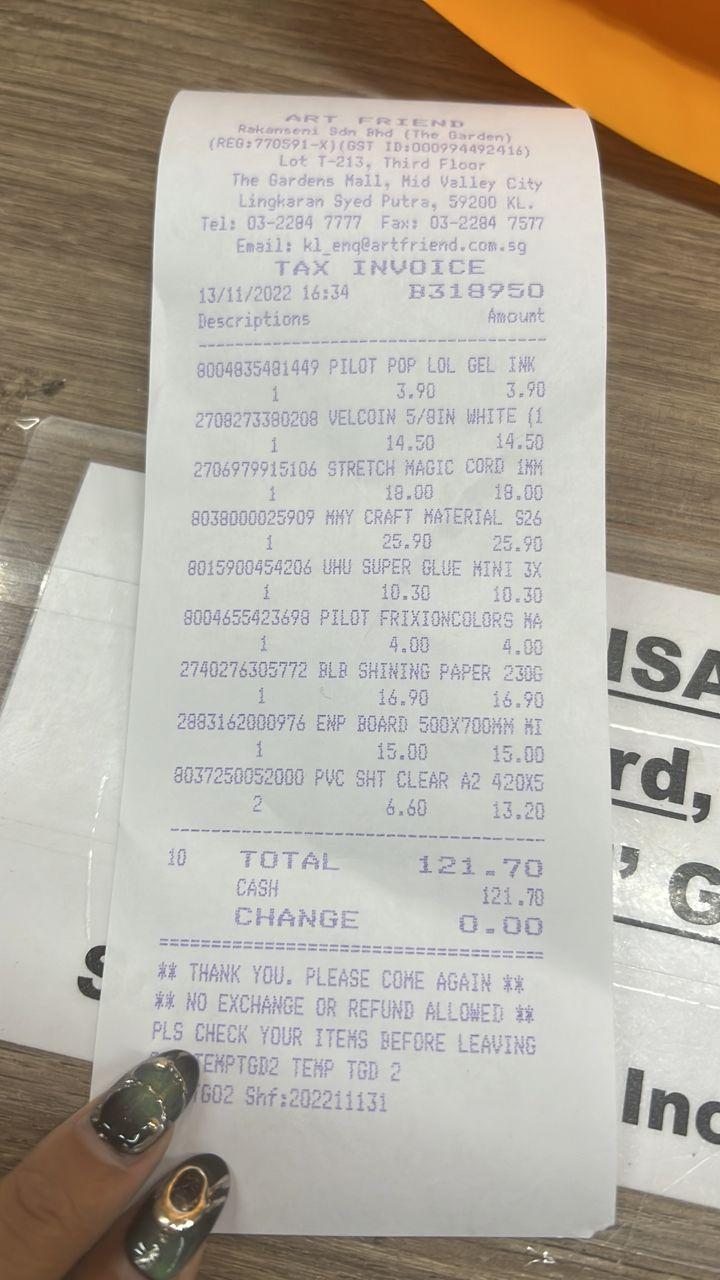 ART FRIEND
Rakanseni Sdn Bhd (The Garden)
(REG:770591-X)(GST ID:000994492416)
Lot T-213, Third Floor
The Gardens Mall, Mid Valley City
Lingkaran Syed Putra, 59200 KL.
Tel: 03-2284 7777 Fax: 03-2284 7577
Email: kl_enq@artfriend.com.sg
TAX INVOICE
13/11/2022 16:34 B318950
Descriptions Amount
8004835481449 PILOT POP LOL GEL INK
1 3.90 3.90
2708273380208 VELCOIN 5/8IN WHITE (1
1 14.50 14.50
2706979915106 STRETCH MAGIC CORD 1MM
1 18.00 18.00
8038000025909 MMY CRAFT MATERIAL S26
1 25.90 25.90
8015900454206 UHU SUPER GLUE MINI 3X
1 10.30 10.30
8004655423698 PILOT FRIXIONCOLORS MA
1 4.00 4.00
2740276305772 BLB SHINING PAPER 230G
1 16.90 16.90
2883162000976 ENP BOARD 500X700MM MI
1 15.00 15.00
8037250052000 PVC SHT CLEAR A2 420X5
2 6.60 13.20
10 TOTAL 121.70
CASH 121.70
CHANGE 0.00
** THANK YOU. PLEASE COME AGAIN **
** NO EXCHANGE OR REFUND ALLOWED **
PLS CHECK YOUR ITEMS BEFORE LEAVING
TEMPTGD2 TEMP TGD 2
Shf:202211131
ISA
rd,
' G
S
Inc